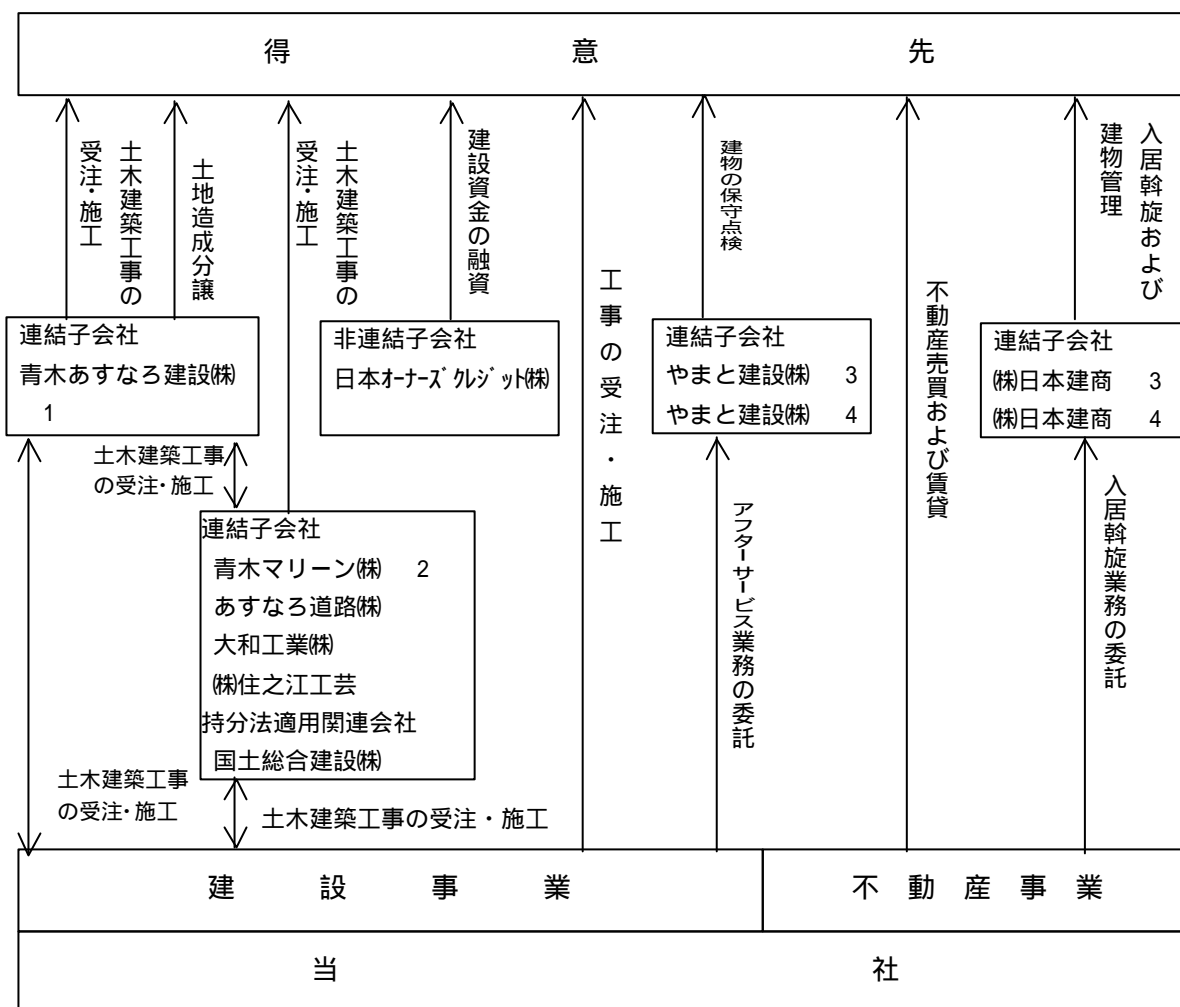 得意先
土木建築工事の
受注・施工
土地造成分譲
土木建築工事の
受注・施工
建設資金の融資
工事の受注・施工
建物の保守点検
不動産売買および賃貸
入居斡旋および
建物管理
連結子会社
青木あすなろ建設㈱
1
非連結子会社
日本オーナーズクレジット㈱
連結子会社
やまと建設㈱ 3
やまと建設㈱ 4
連結子会社
㈱日本建商 3
㈱日本建商 4
土木建築工事
の受注・施工
連結子会社
青木マリーン㈱ 2
あすなろ道路㈱
大和工業㈱
㈱住之江工芸
持分法適用関連会社
国土総合建設㈱
アフターサービス業務の委託
入居斡旋業務の委託
土木建築工事
の受注・施工
土木建築工事の受注・施工
建設事業
不動産事業
当社